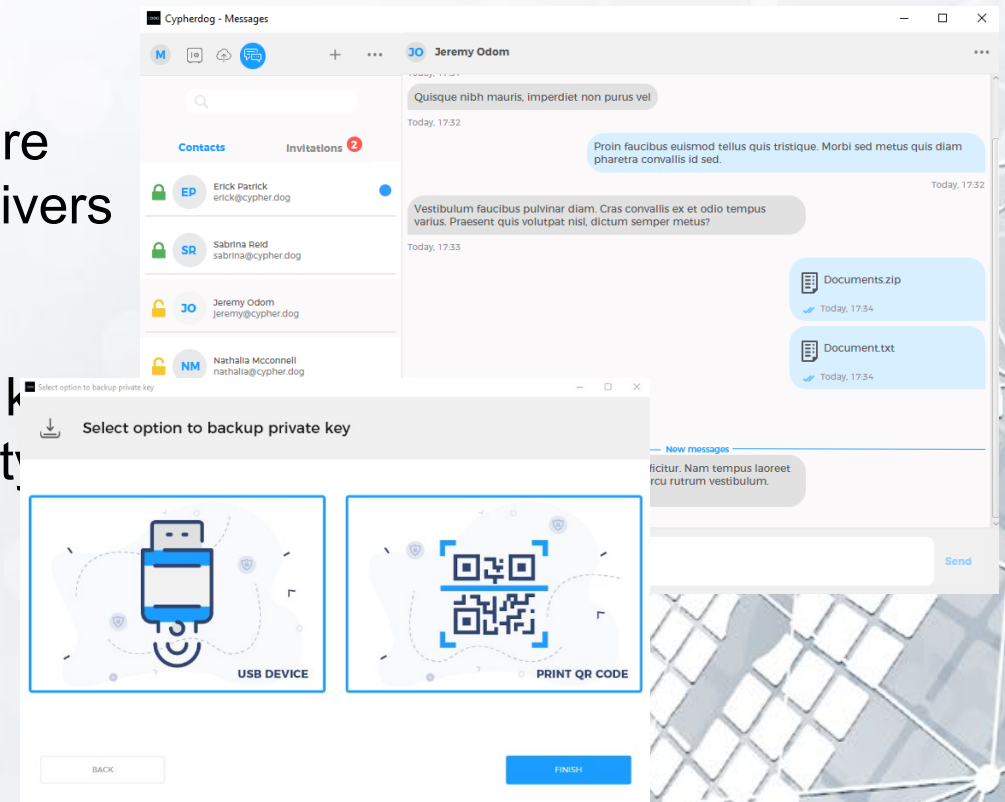 re
ivers
k
ty
Cypherdog - Messages
M
JO Jeremy Odom
Contacts
Invitations 2
EP
Erick Patrick
erick@cypher.dog
SR
Sabrina Reid
sabrina@cypher.dog
JO
Jeremy Odom
jeremy@cypher.dog
NM
Nathalia Mcconnell
nathalia@cypher.dog
Quisque nibh mauris, imperdiet non purus vel
Today, 17:32
Proin faucibus euismod tellus quis tristique. Morbi sed metus quis diam
pharetra convallis id sed.
Today, 17:32
Vestibulum faucibus pulvinar diam. Cras convallis ex et odio tempus
varius. Praesent quis volutpat nisl, dictum semper metus?
Today, 17:33
Documents.zip
Today, 17:34
Document.txt
Today, 17:34
New messages
ficitur. Nam tempus laoreet
rcu rutrum vestibulum.
Send
Select option to backup private key
Select option to backup private key
USB DEVICE
PRINT QR CODE
BACK
FINISH